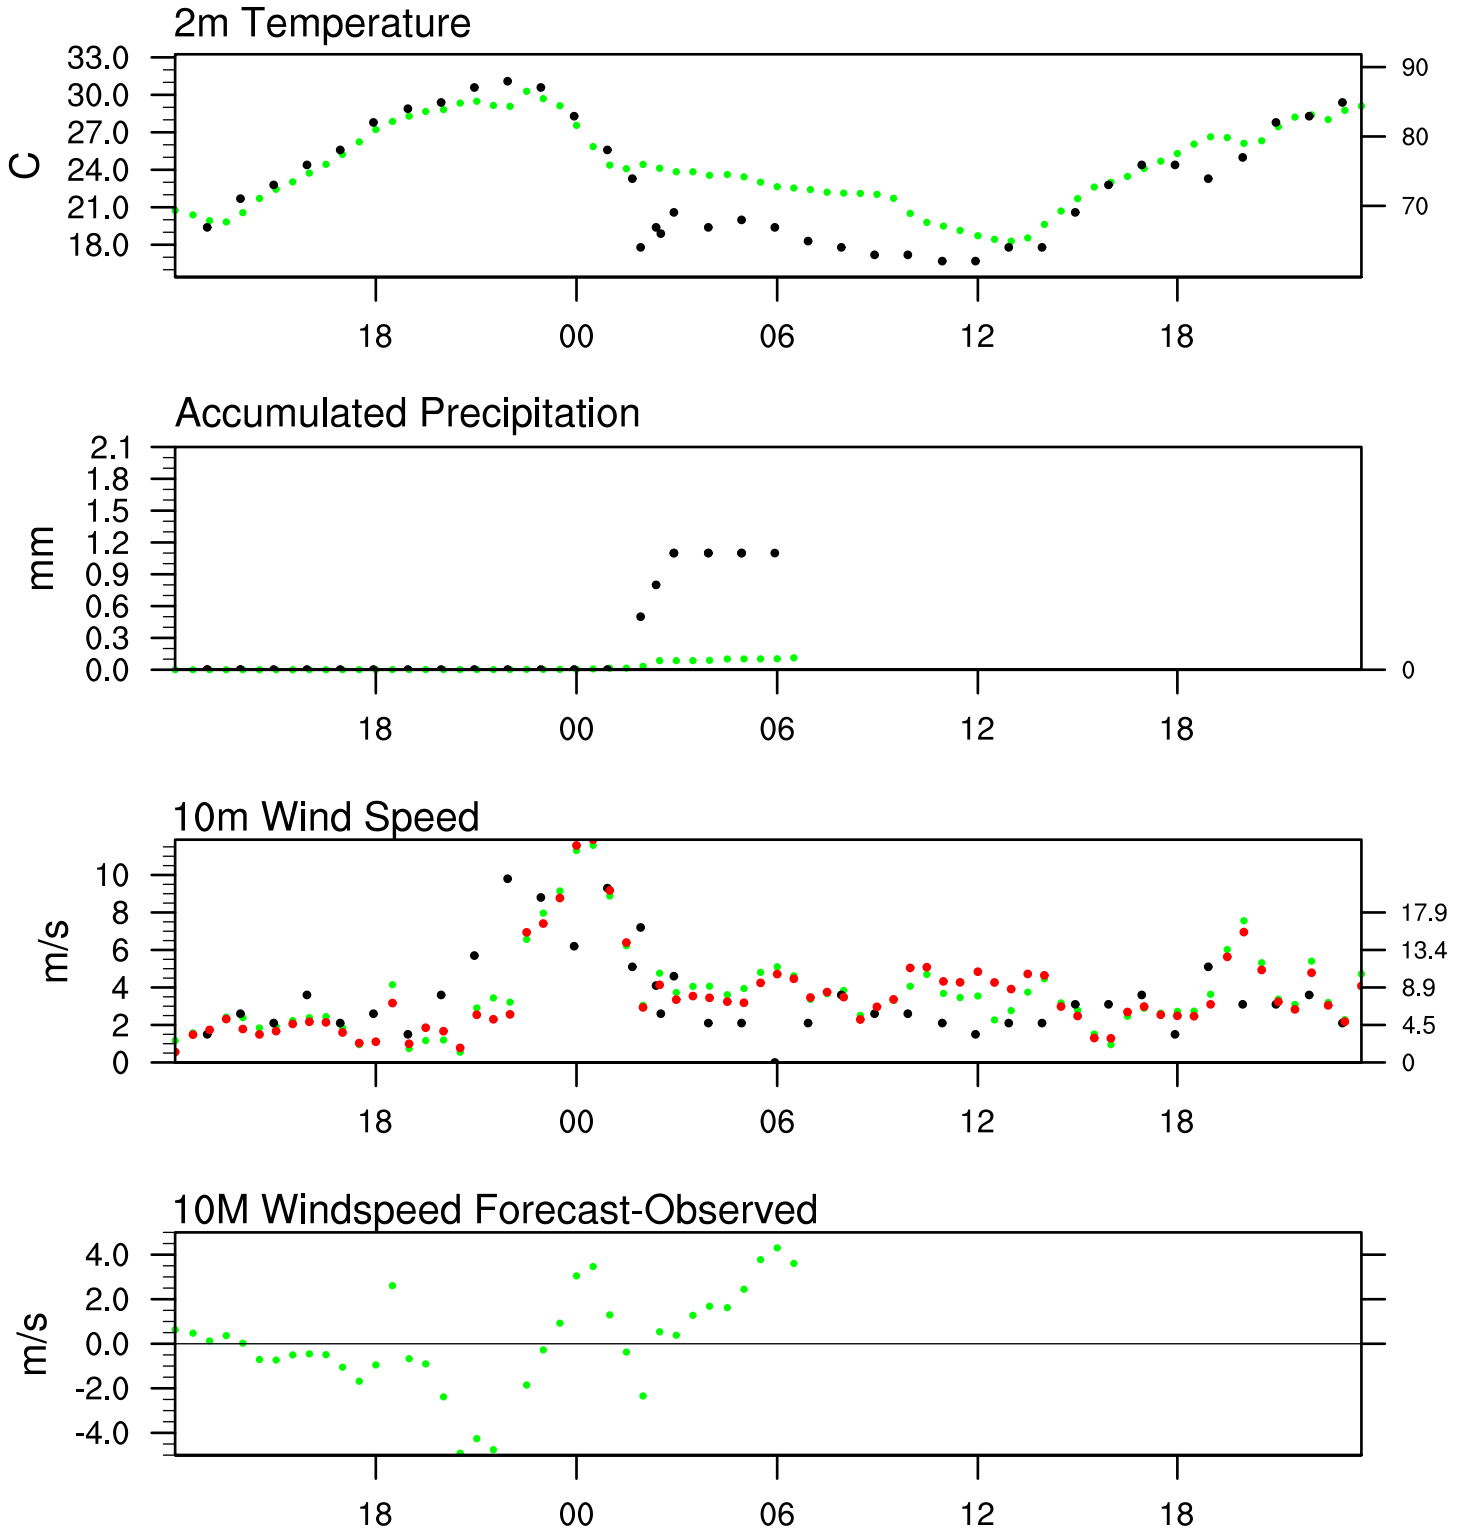 2m Temperature
33.0
30.0
27.0
24.0
21.0
18.0
C
90
80
70
18 00 06 12 18
Accumulated Precipitation
2.1
1.8
1.5
1.2
0.9
0.6
0.3
0.0
mm
0
18 00 06 12 18
10m Wind Speed
10
8
6
4
2
0
m/s
17.9
13.4
8.9
4.5
0
18 00 06 12 18
10M Windspeed Forecast-Observed
4.0
2.0
0.0
-2.0
-4.0
m/s
18 00 06 12 18